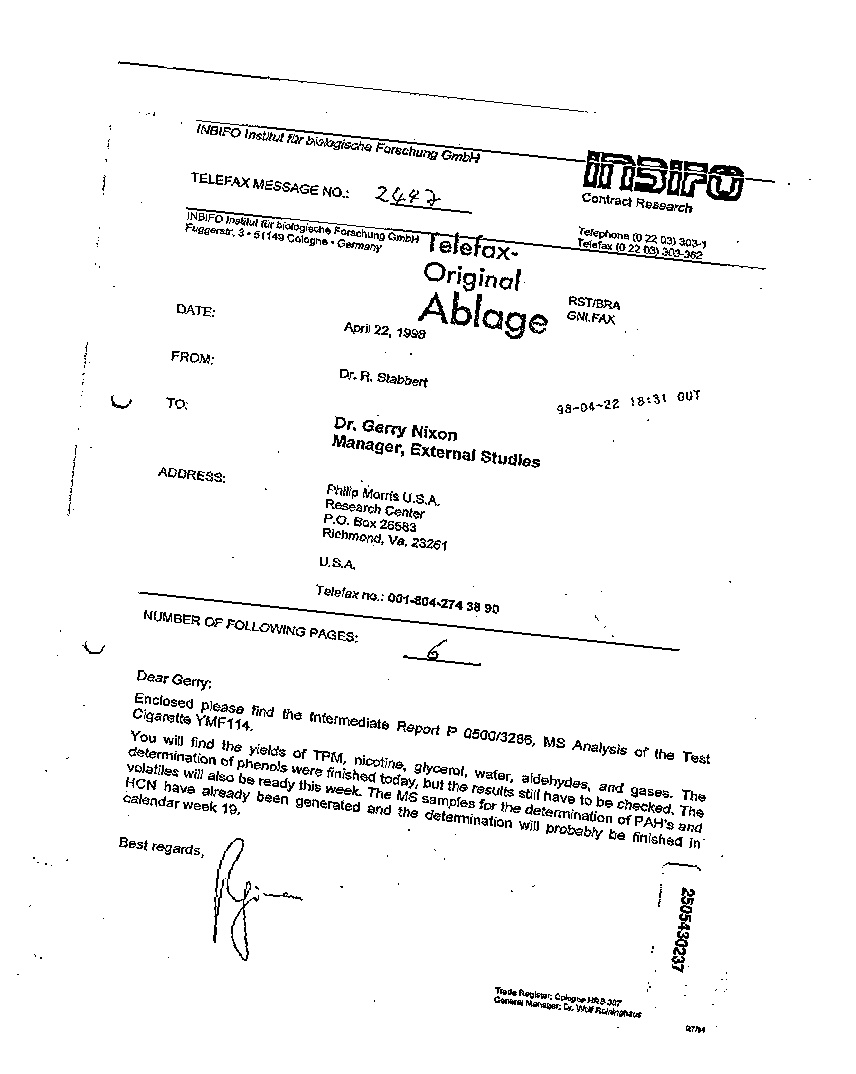 INBIFO Institut für biologische Forschung GmbH
INBIFO
Contract Research
TELEFAX MESSAGE NO.: 2447
INBIFO Institut für biologische Forschung GmbH
Fuggerstr. 3 • 51149 Cologne • Germany
Telephone (0 22 03) 303-1
Telefax (0 22 03) 303-362
Telefax-
Original
Ablage
RST/BRA
GNI.FAX
DATE:
April 22, 1998
FROM:
Dr. R. Stabbert
98-04-22 18:31 OUT
TO:
Dr. Gerry Nixon
Manager, External Studies
ADDRESS:
Philip Morris U.S.A.
Research Center
P.O. Box 26583
Richmond, Va. 23261
U.S.A.
Telefax no.: 001-804-274 38 90
NUMBER OF FOLLOWING PAGES: 6
Dear Gerry;
Enclosed please find the Intermediate Report P 0500/3286, MS Analysis of the Test
Cigarette YMF114.
You will find the yields of TPM, nicotine, glycerol, water, aldehydes, and gases. The
determination of phenols were finished today, but the results still have to be checked. The
volatiles will also be ready this week. The MS samples for the determination of PAH's and
HCN have already been generated and the determination will probably be finished in
calendar week 19.
Best regards,
2505430237
Trade Register: Cologne HRB 367
General Manager: Dr. Wolf Reininghaus